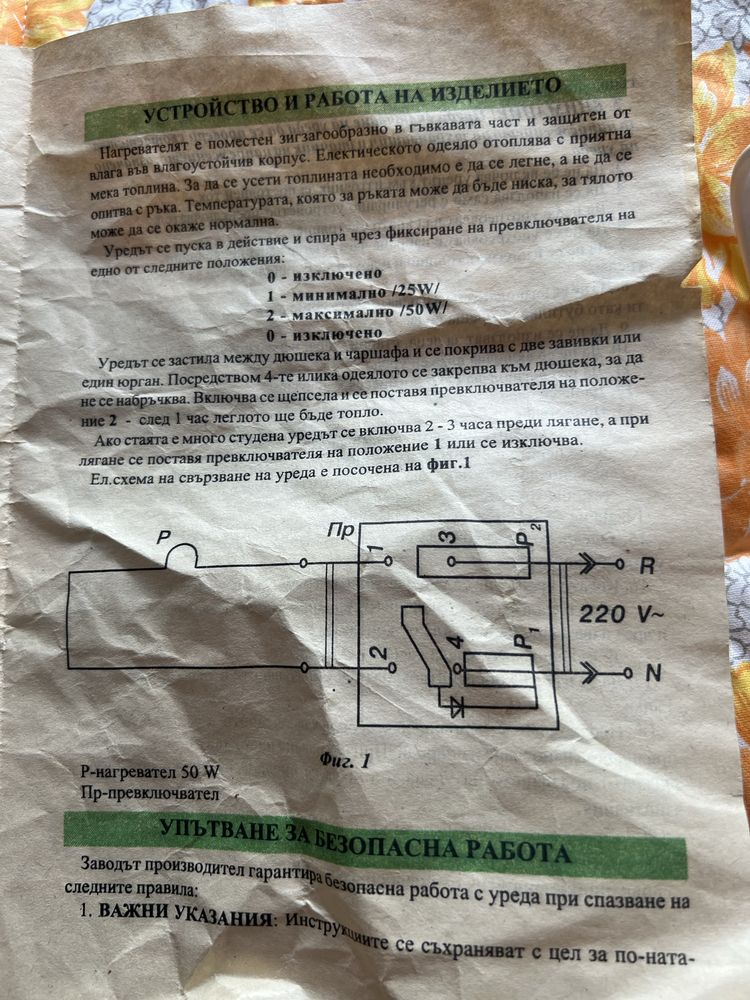 УСТРОЙСТВО И РАБОТА НА ИЗДЕЛИЕТО
Нагревателят е поместен зигзагообразно в гъвкавата част и защитен от
влага във влагоустойчив корпус. Електическото одеяло отоплява с приятна
мека топлина. За да се усети топлината необходимо е да се легне, а не да се
опитва с ръка. Температурата, която за ръката може да бъде ниска, за тялото
може да се окаже нормална.
Уредът се пуска в действие и спира чрез фиксиране на превключвателя на
едно от следните положения:
0 - изключено
1 - минимално /25W/
2 - максимално /50W/
0 - изключено
Уредът се застила между дюшека и чаршафа и се покрива с две завивки или
един юрган. Посредством 4-те илика одеялото се закрепва към дюшека, за да
не се набръчква. Включва се щепсела и се поставя превключвателя на положе-
ние 2 - след 1 час леглото ще бъде топло.
Ако стаята е много студена уредът се включва 2 - 3 часа преди лягане, а при
лягане се поставя превключвателя на положение 1 или се изключва.
Ел.схема на свързване на уреда е посочена на фиг.1
P
Пр
1
3
P2
R
220 V~
2
4
P1
N
Фиг. 1
Р-нагревател 50 W
Пр-превключвател
УПЪТВАНЕ ЗА БЕЗОПАСНА РАБОТА
Заводът производител гарантира безопасна работа с уреда при спазване на
следните правила:
1. ВАЖНИ УКАЗАНИЯ: Инструкциите се съхраняват с цел за по-ната-